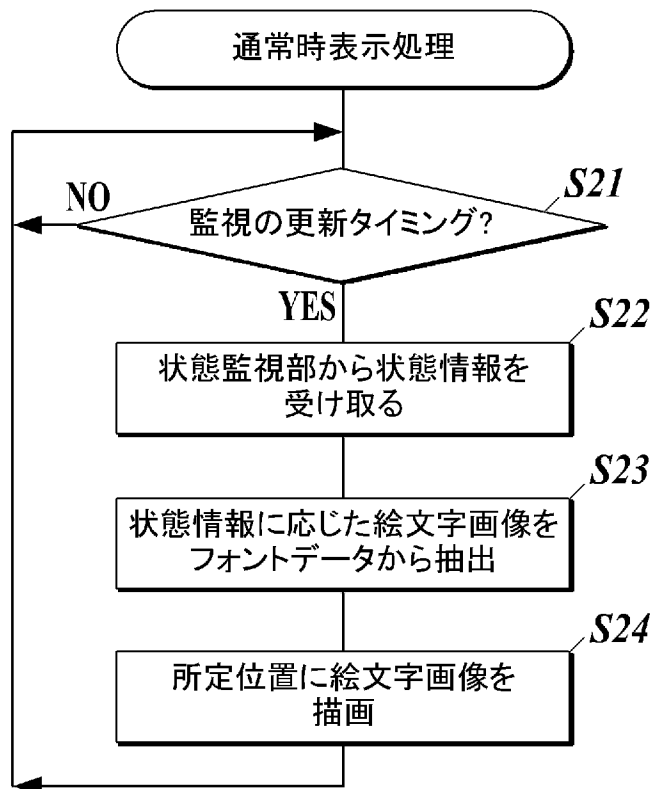 通常時表示処理
S21
NO
監視の更新タイミング?
YES
S22
状態監視部から状態情報を
受け取る
S23
状態情報に応じた絵文字画像を
フォントデータから抽出
S24
所定位置に絵文字画像を
描画